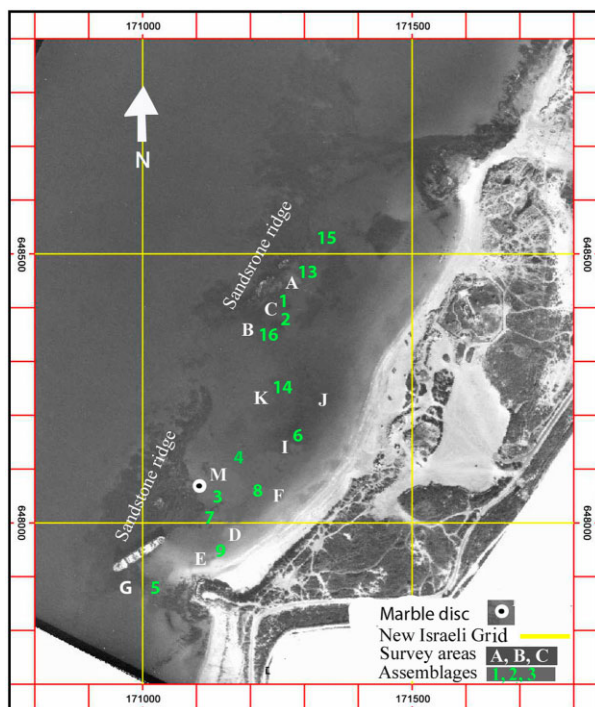 171000 171500
N
15
648500 648500
Sandsrone ridge
13
A
1
C
2
B
16
14
K
J
6
I
4
Sandstone ridge
M
3
8
F
7
648000 648000
D
9
E
G
5
Marble disc
New Israeli Grid
Survey areas A, B, C
Assemblages 1, 2, 3
171000 171500